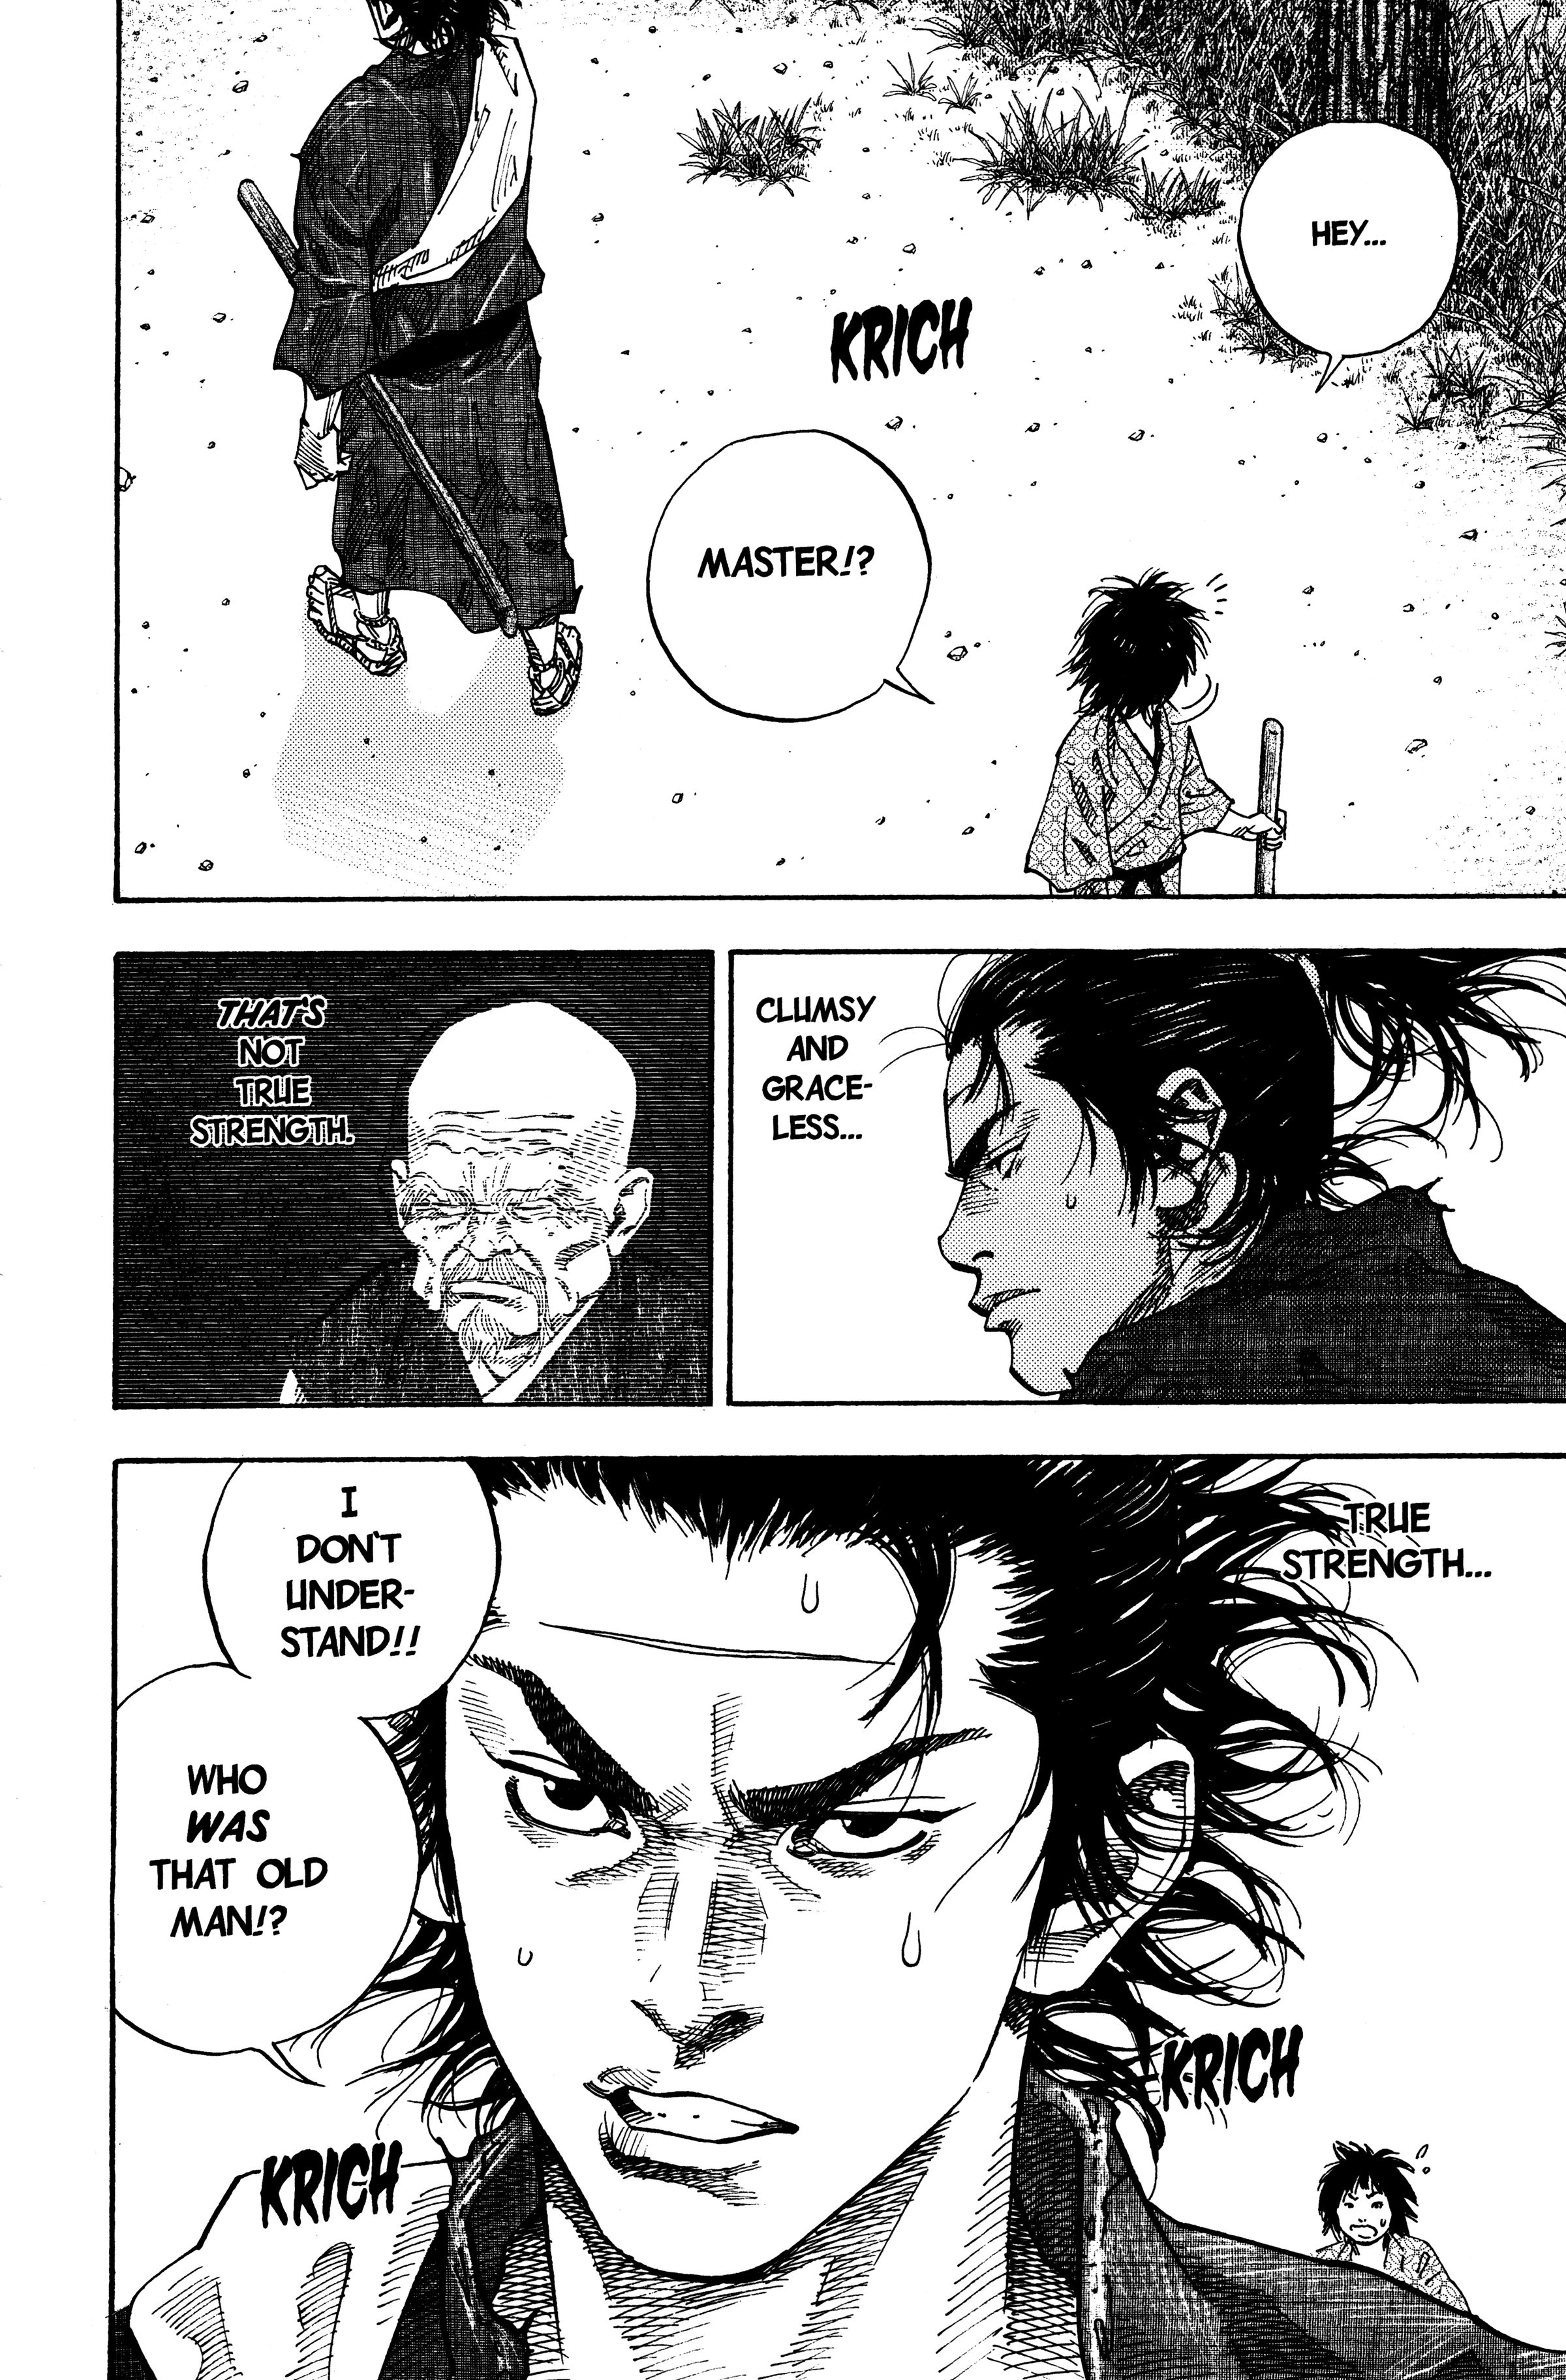 HEY...
KRICH
MASTER!?
CLUMSY
AND
GRACE-
LESS...
THAT'S
NOT
TRUE
STRENGTH.
TRUE
STRENGTH...
I
DON'T
UNDER-
STAND!!
WHO
WAS
THAT OLD
MAN!?
KRICH
KRICH